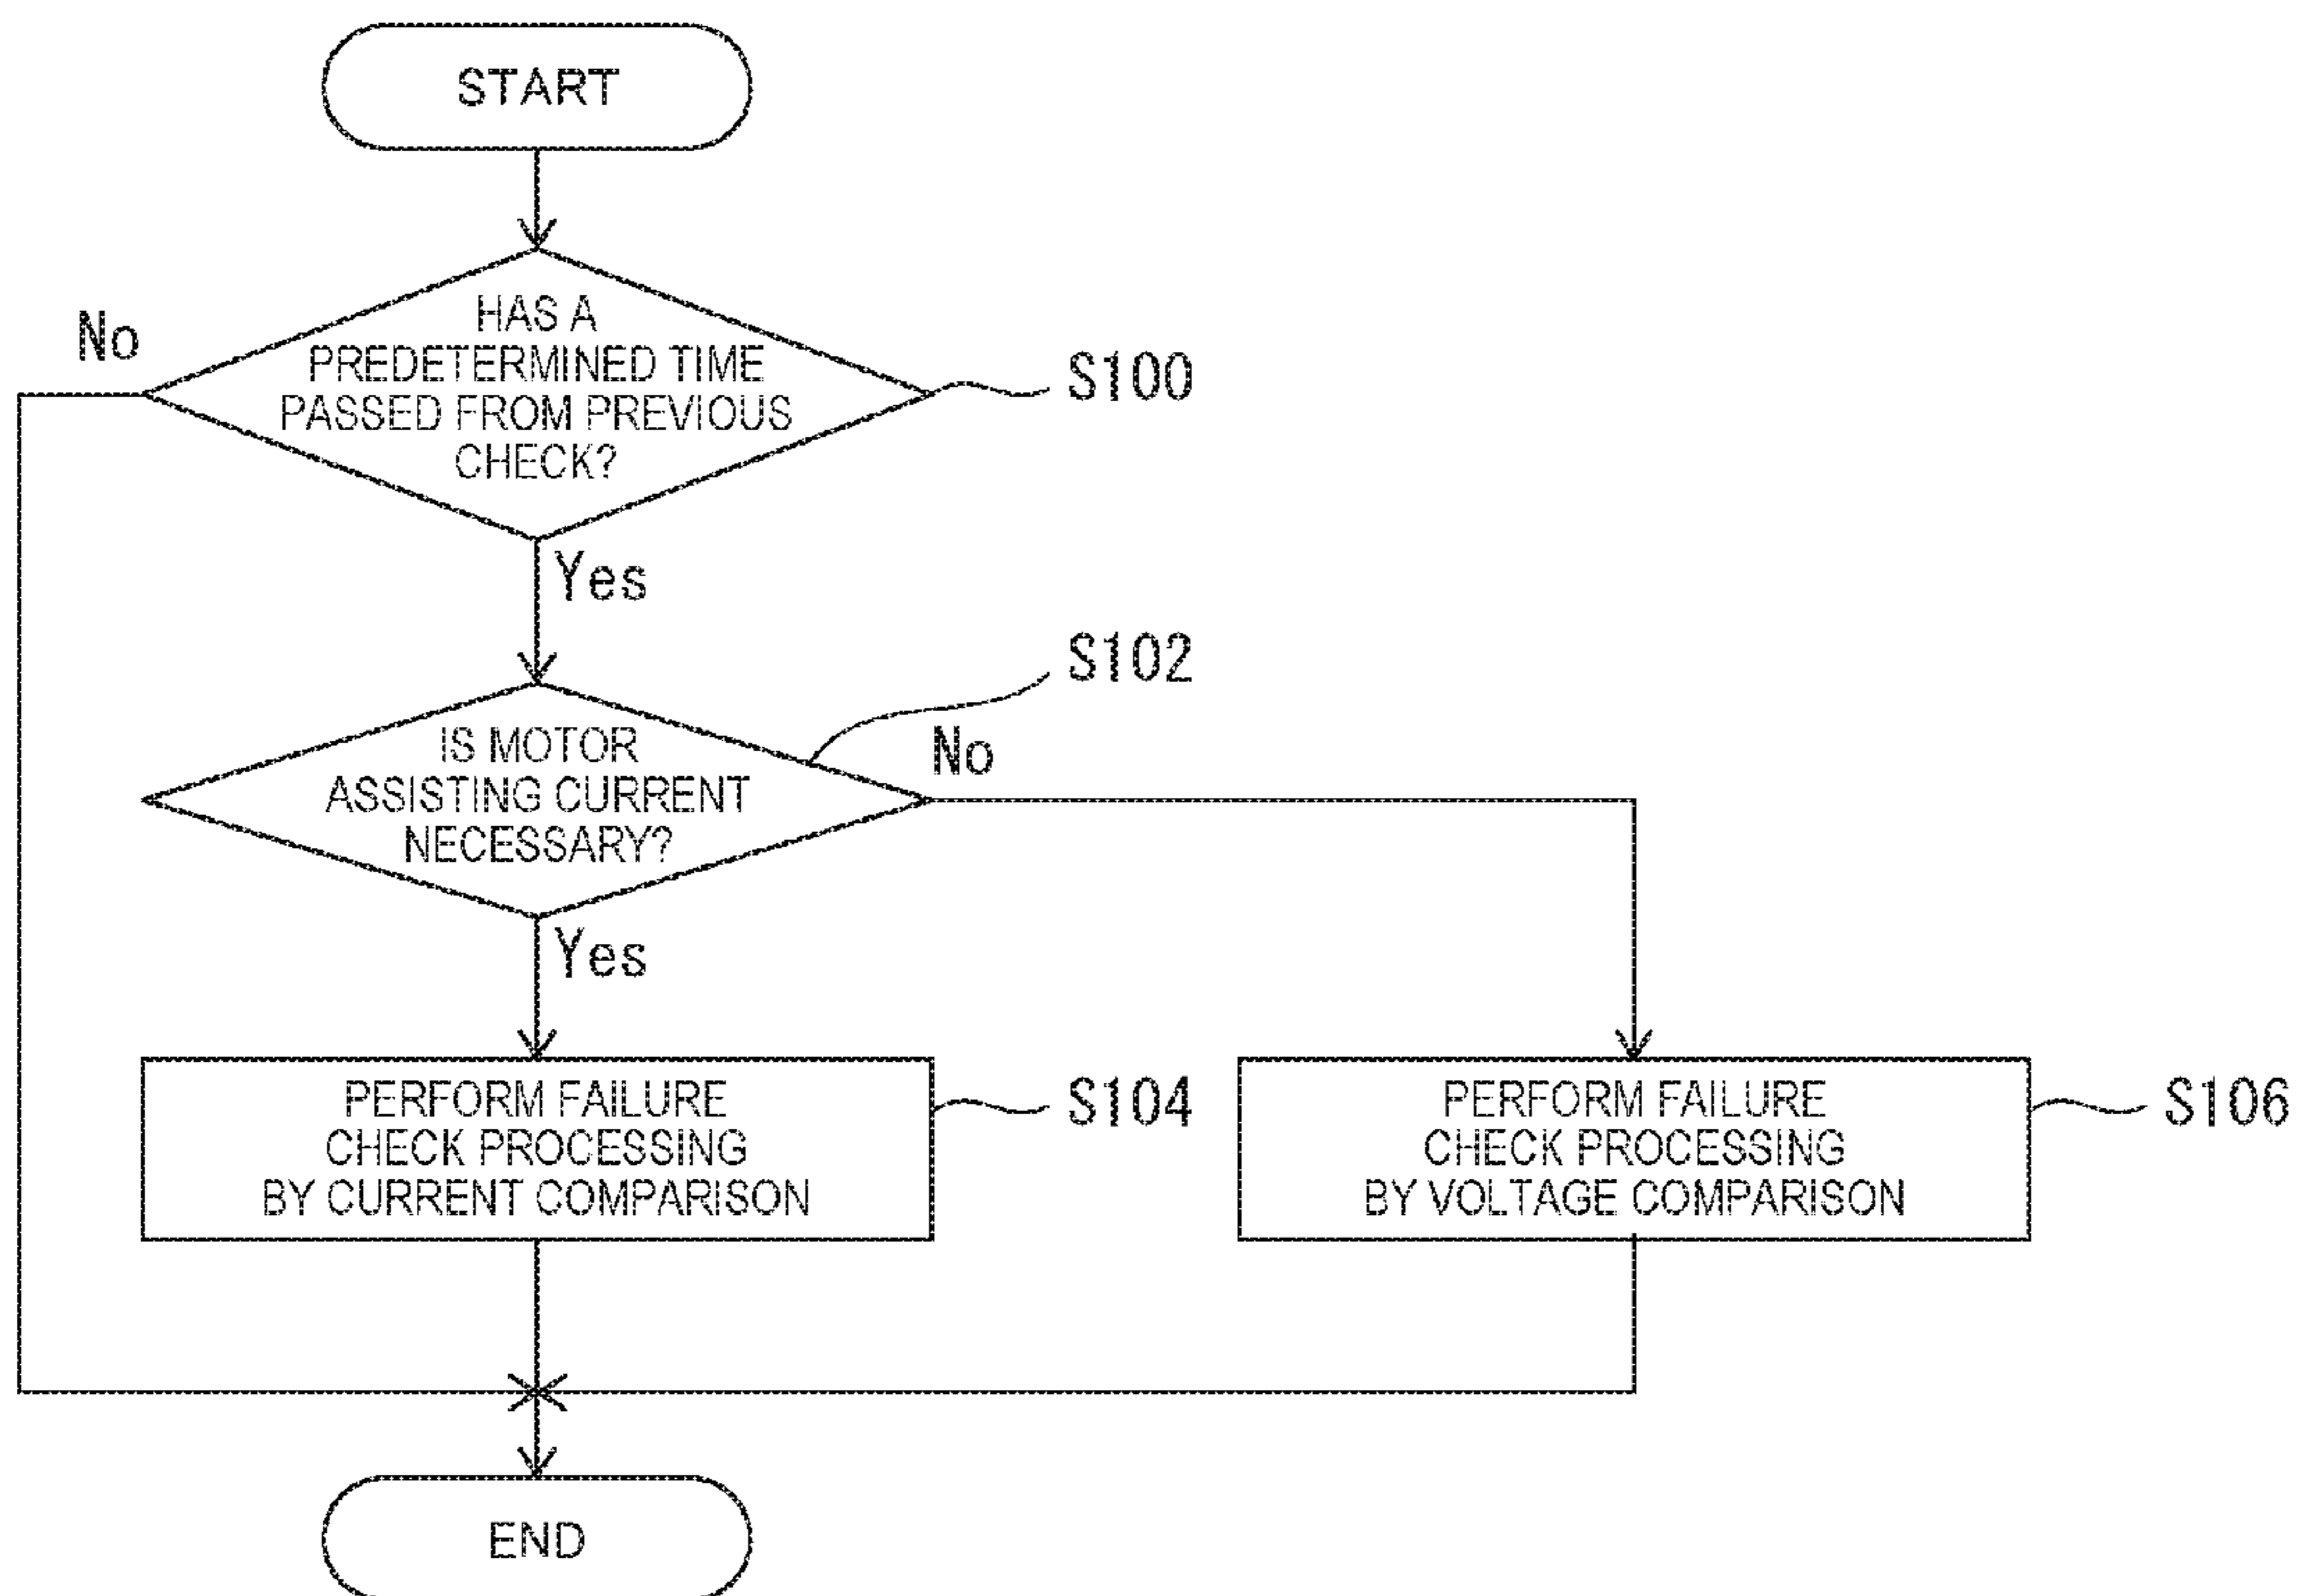 START
HAS A
PREDETERMINED TIME
PASSED FROM PREVIOUS
CHECK?
No
S100
Yes
S102
IS MOTOR
ASSISTING CURRENT
NECESSARY?
No
Yes
PERFORM FAILURE
CHECK PROCESSING
BY CURRENT COMPARISON
S104
PERFORM FAILURE
CHECK PROCESSING
BY VOLTAGE COMPARISON
S106
END